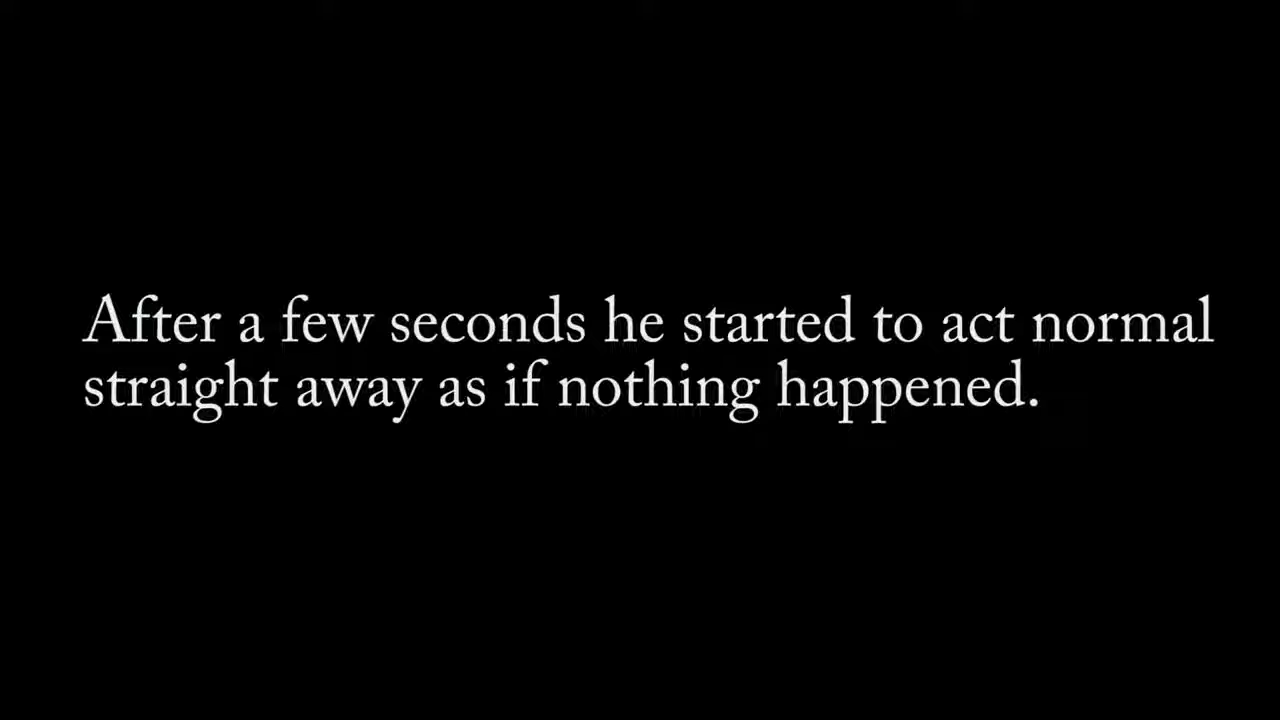 After a few seconds he started to act normal
straight away as if nothing happened.